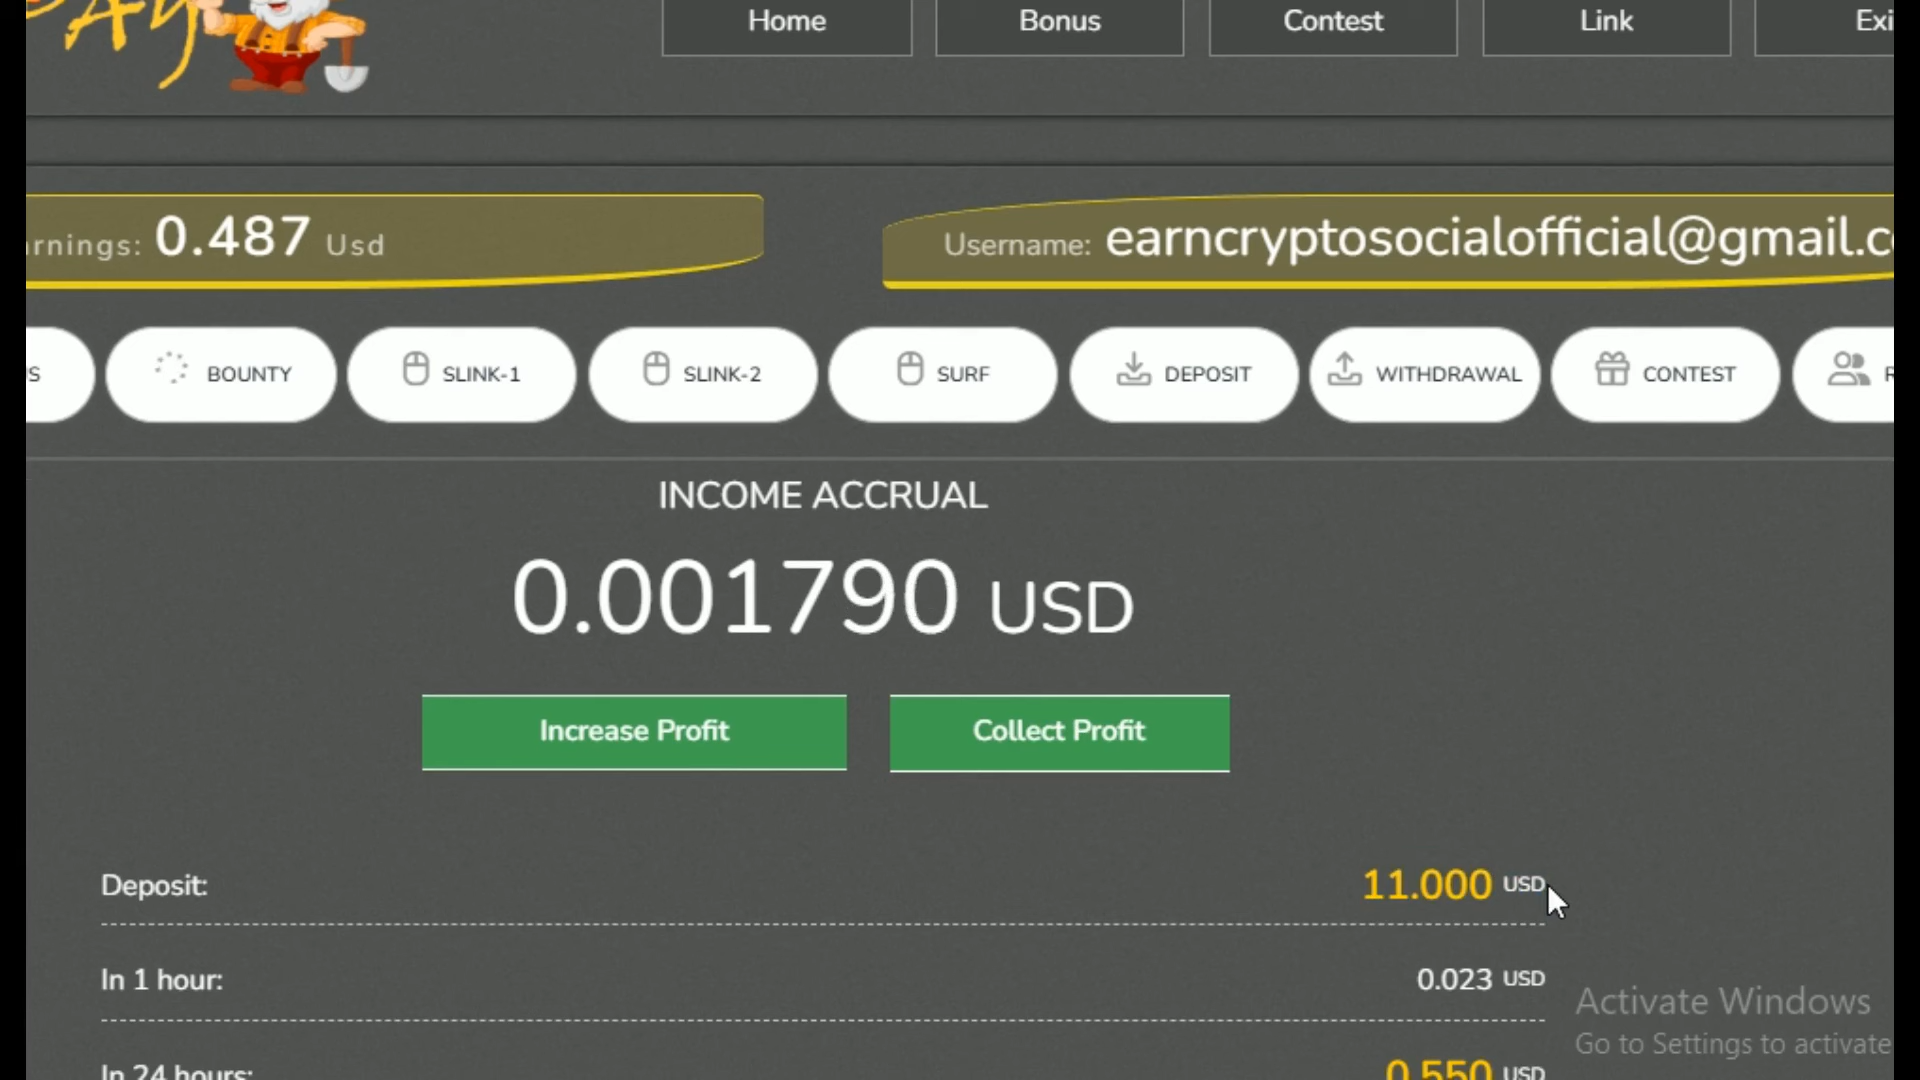 Ay
Home Bonus Contest Link Exi
rnings: 0.487 Usd
Username: earncryptosocialofficial@gmail.c
S BOUNTY SLINK-1 SLINK-2 SURF DEPOSIT WITHDRAWAL CONTEST R
INCOME ACCRUAL
0.001790 USD
Increase Profit Collect Profit
Deposit: 11.000 USD
In 1 hour: 0.023 USD
In 24 hours: 0.550 USD
Activate Windows
Go to Settings to activate